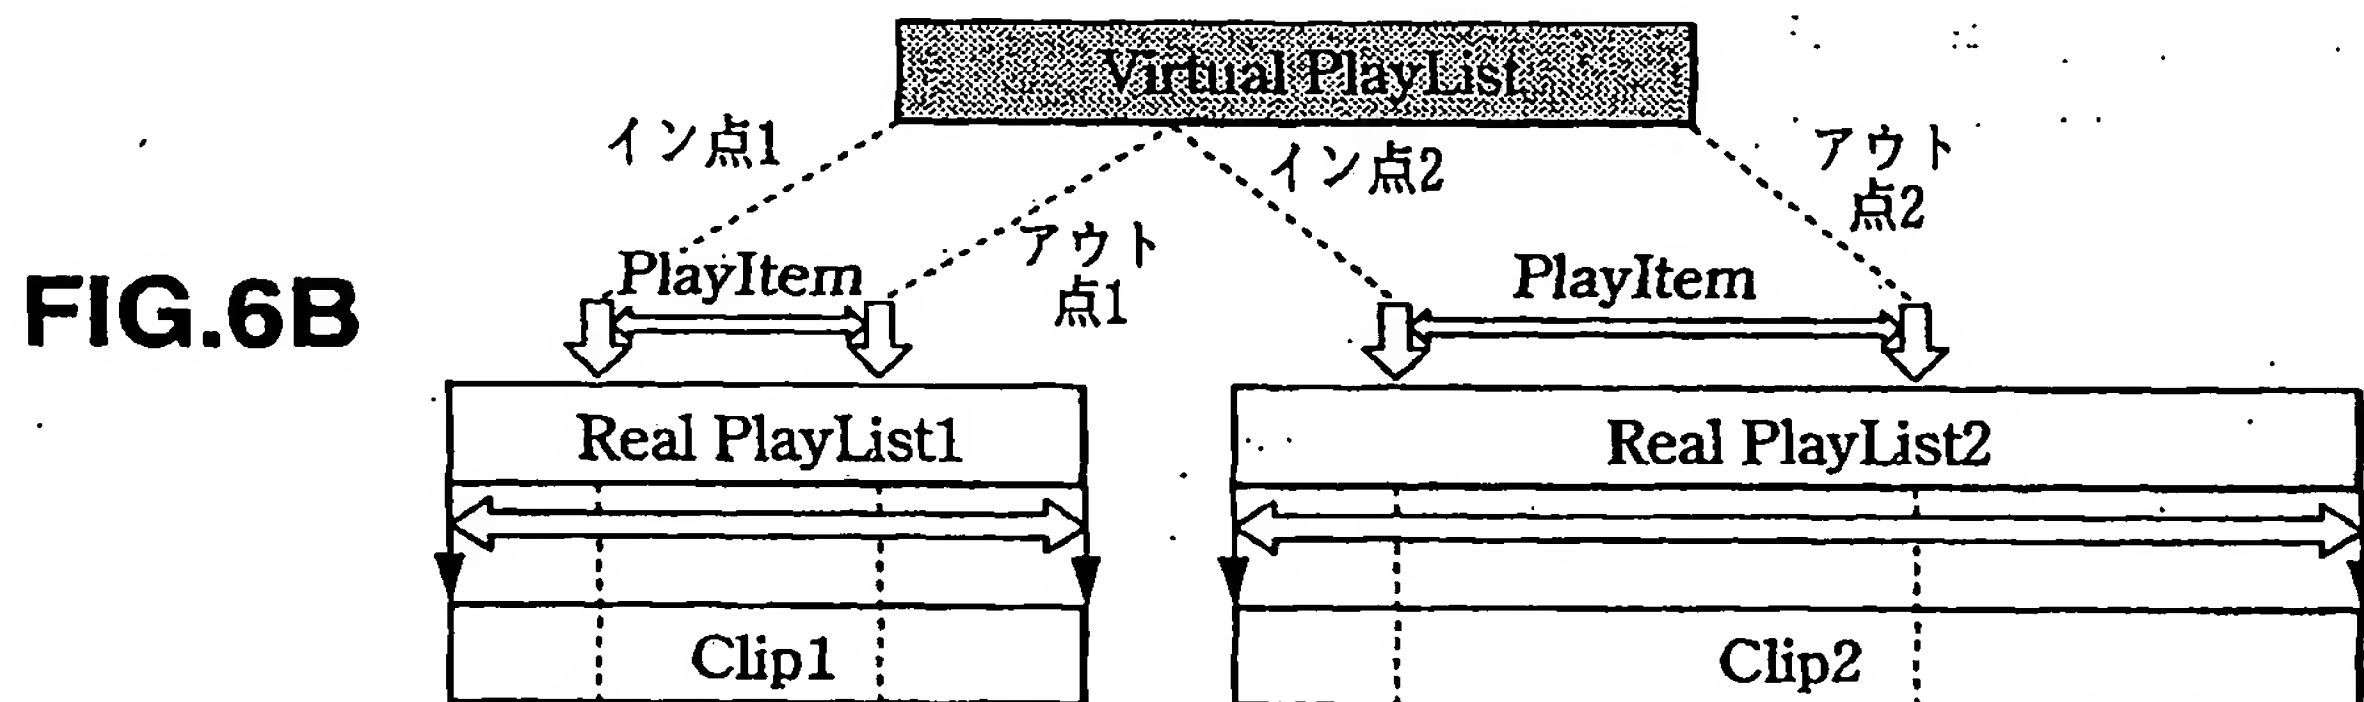 Virtual PlayList
イン点1
イン点2
アウト
点2
アウト
点1
PlayItem
PlayItem
FIG.6B
Real PlayList1
Real PlayList2
Clip1
Clip2